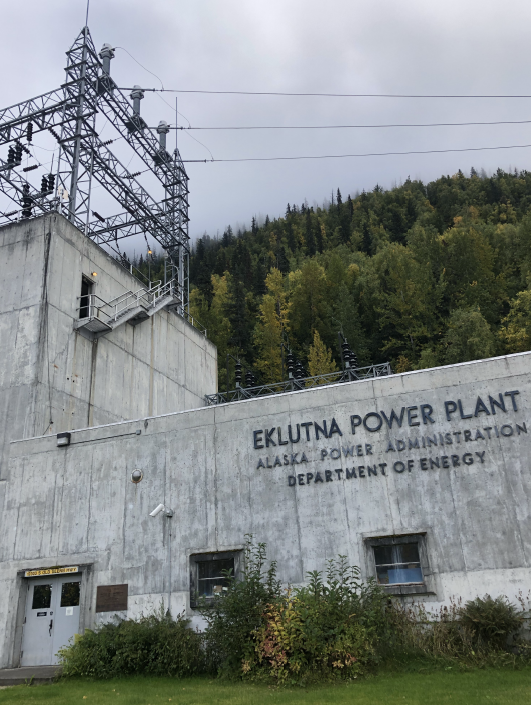 EKLUTNA POWER PLANT
ALASKA POWER ADMINISTRATION
DEPARTMENT OF ENERGY